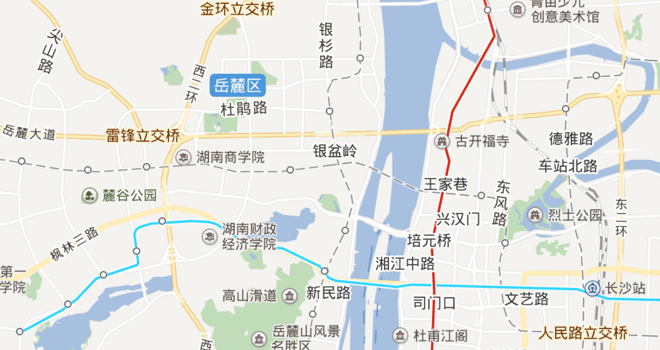 金环立交桥
青苗少儿
创意美术馆
尖山路
银杉路
西二环
岳麓区
杜鹃路
岳麓大道
雷锋立交桥
古开福寺
德雅路
湖南商学院
银盆岭
车站北路
王家巷
麓谷公园
东风路
兴汉门
烈士公园
东二环
枫林三路
湖南财政
经济学院
培元桥
西二环
湘江中路
第一
学院
高山滑道
新民路
司门口
文艺路
长沙站
岳麓山风景
名胜区
杜甫江阁
人民路立交桥